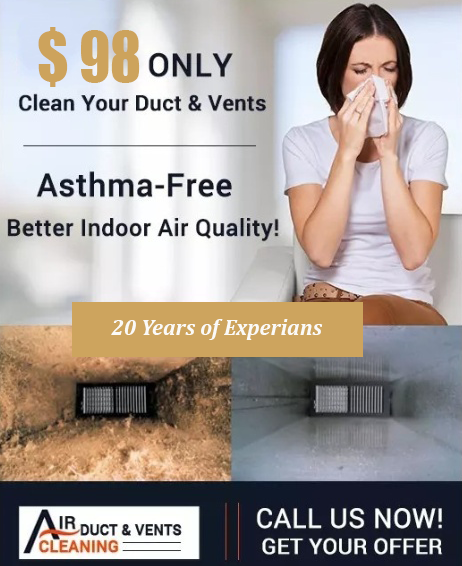 $ 98 ONLY
Clean Your Duct & Vents
Asthma-Free
Better Indoor Air Quality!
20 Years of Experians
AIR DUCT & VENTS
CLEANING
CALL US NOW!
GET YOUR OFFER